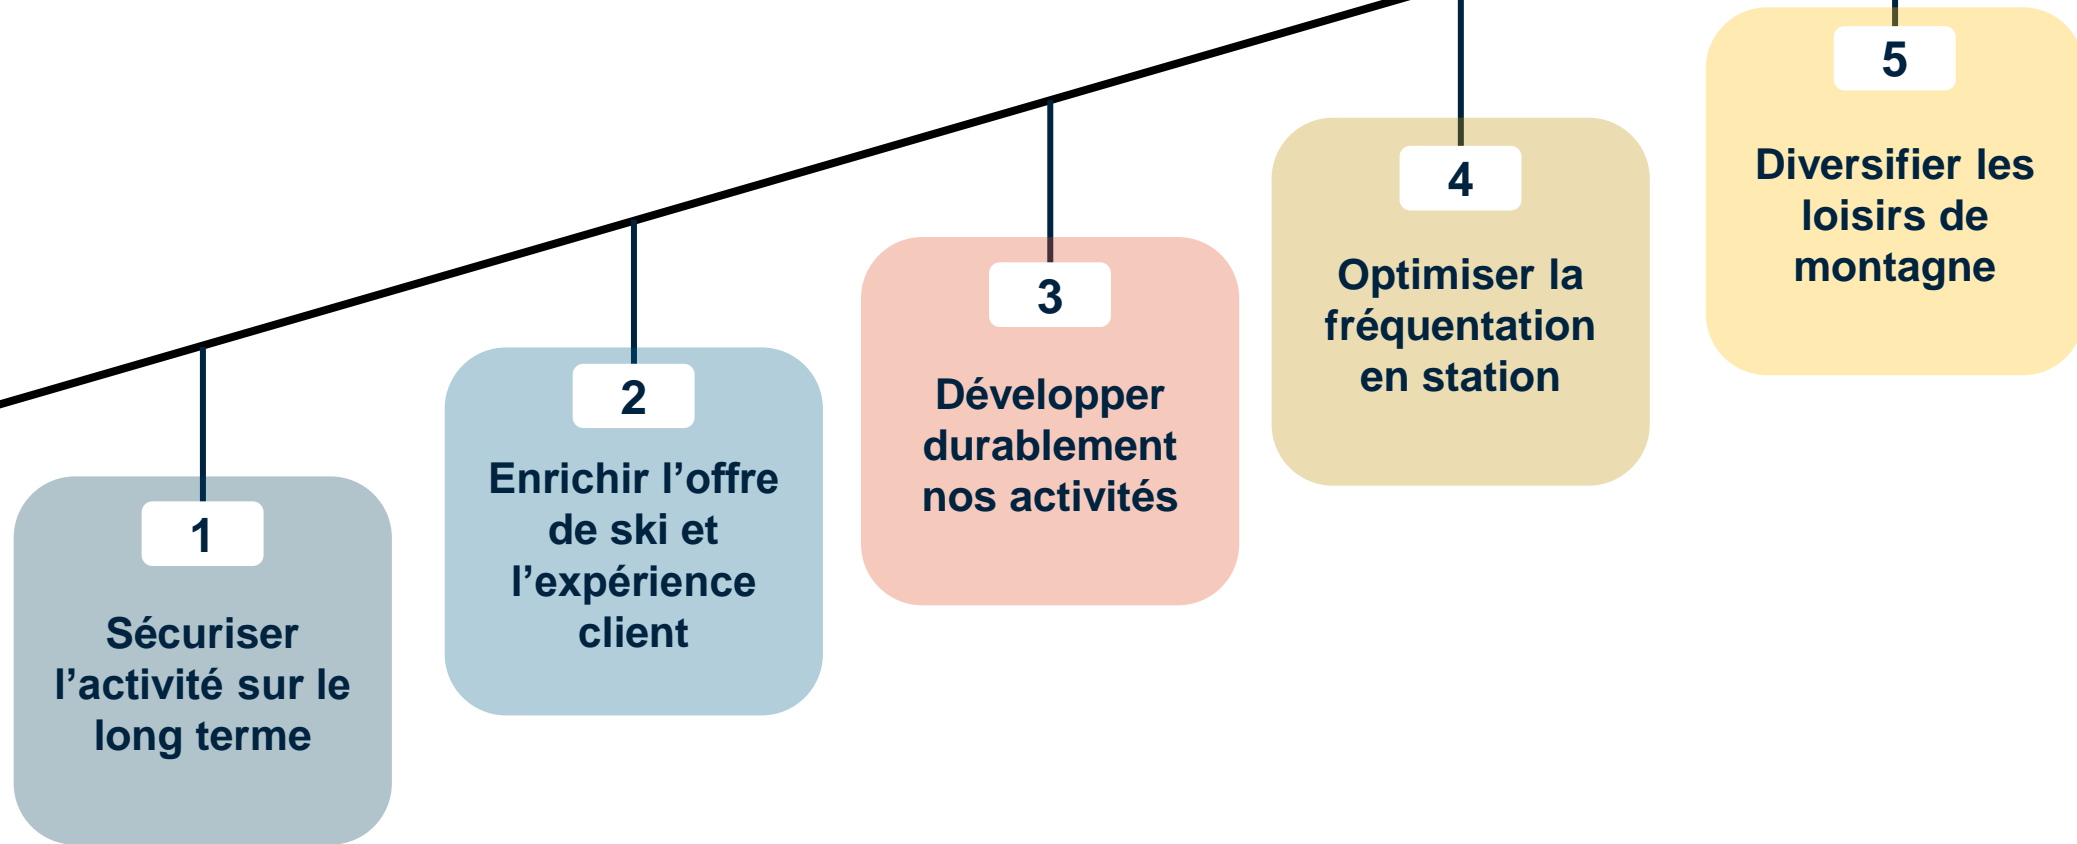 1
Sécuriser
l’activité sur le
long terme
2
Enrichir l’offre
de ski et
l’expérience
client
3
Développer
durablement
nos activités
4
Optimiser la
fréquentation
en station
5
Diversifier les
loisirs de
montagne